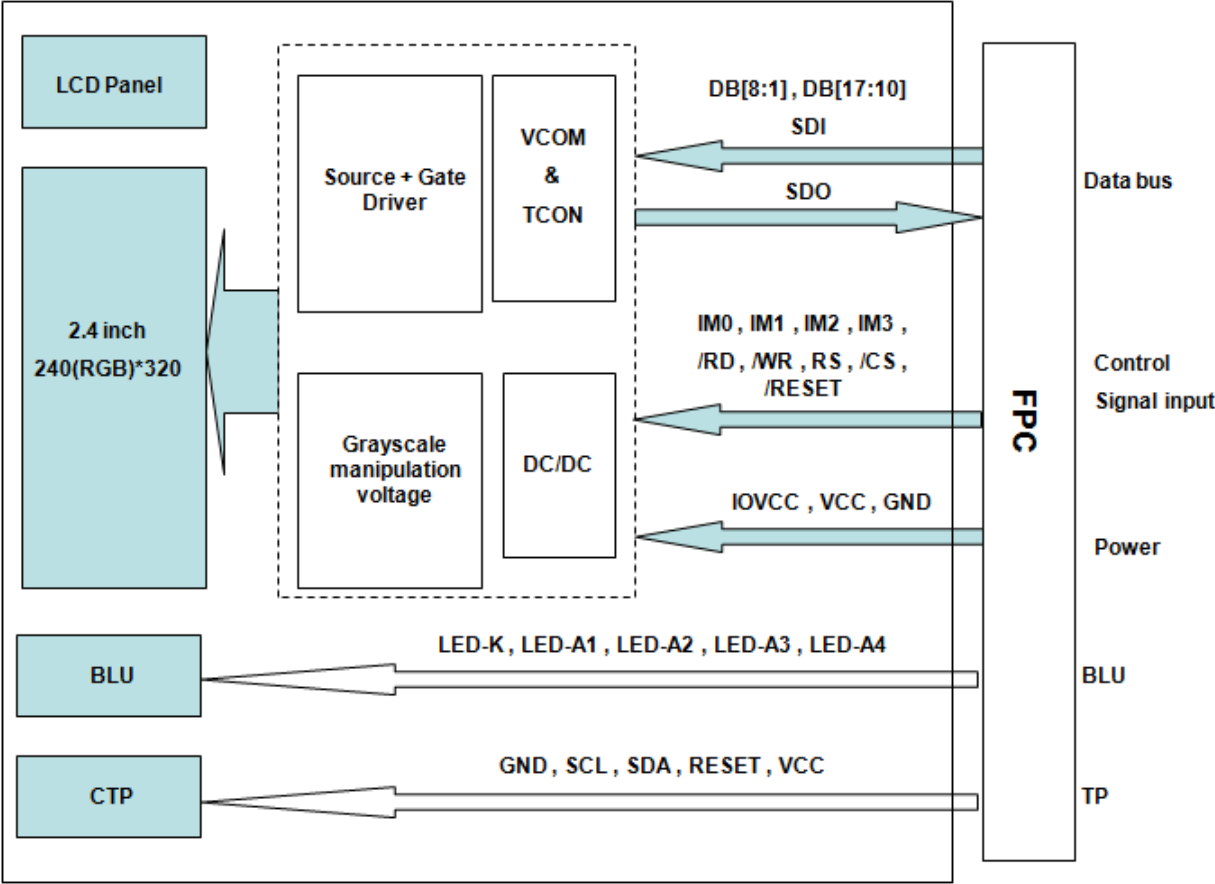 LCD Panel
2.4 inch
240(RGB)*320
Source + Gate
Driver
VCOM
&
TCON
Grayscale
manipulation
voltage
DC/DC
DB[8:1] , DB[17:10]
SDI
SDO
IM0 , IM1 , IM2 , IM3 ,
/RD , /WR , RS , /CS ,
/RESET
IOVCC , VCC , GND
FPC
Data bus
Control
Signal input
Power
BLU
LED-K , LED-A1 , LED-A2 , LED-A3 , LED-A4
BLU
CTP
GND , SCL , SDA , RESET , VCC
TP